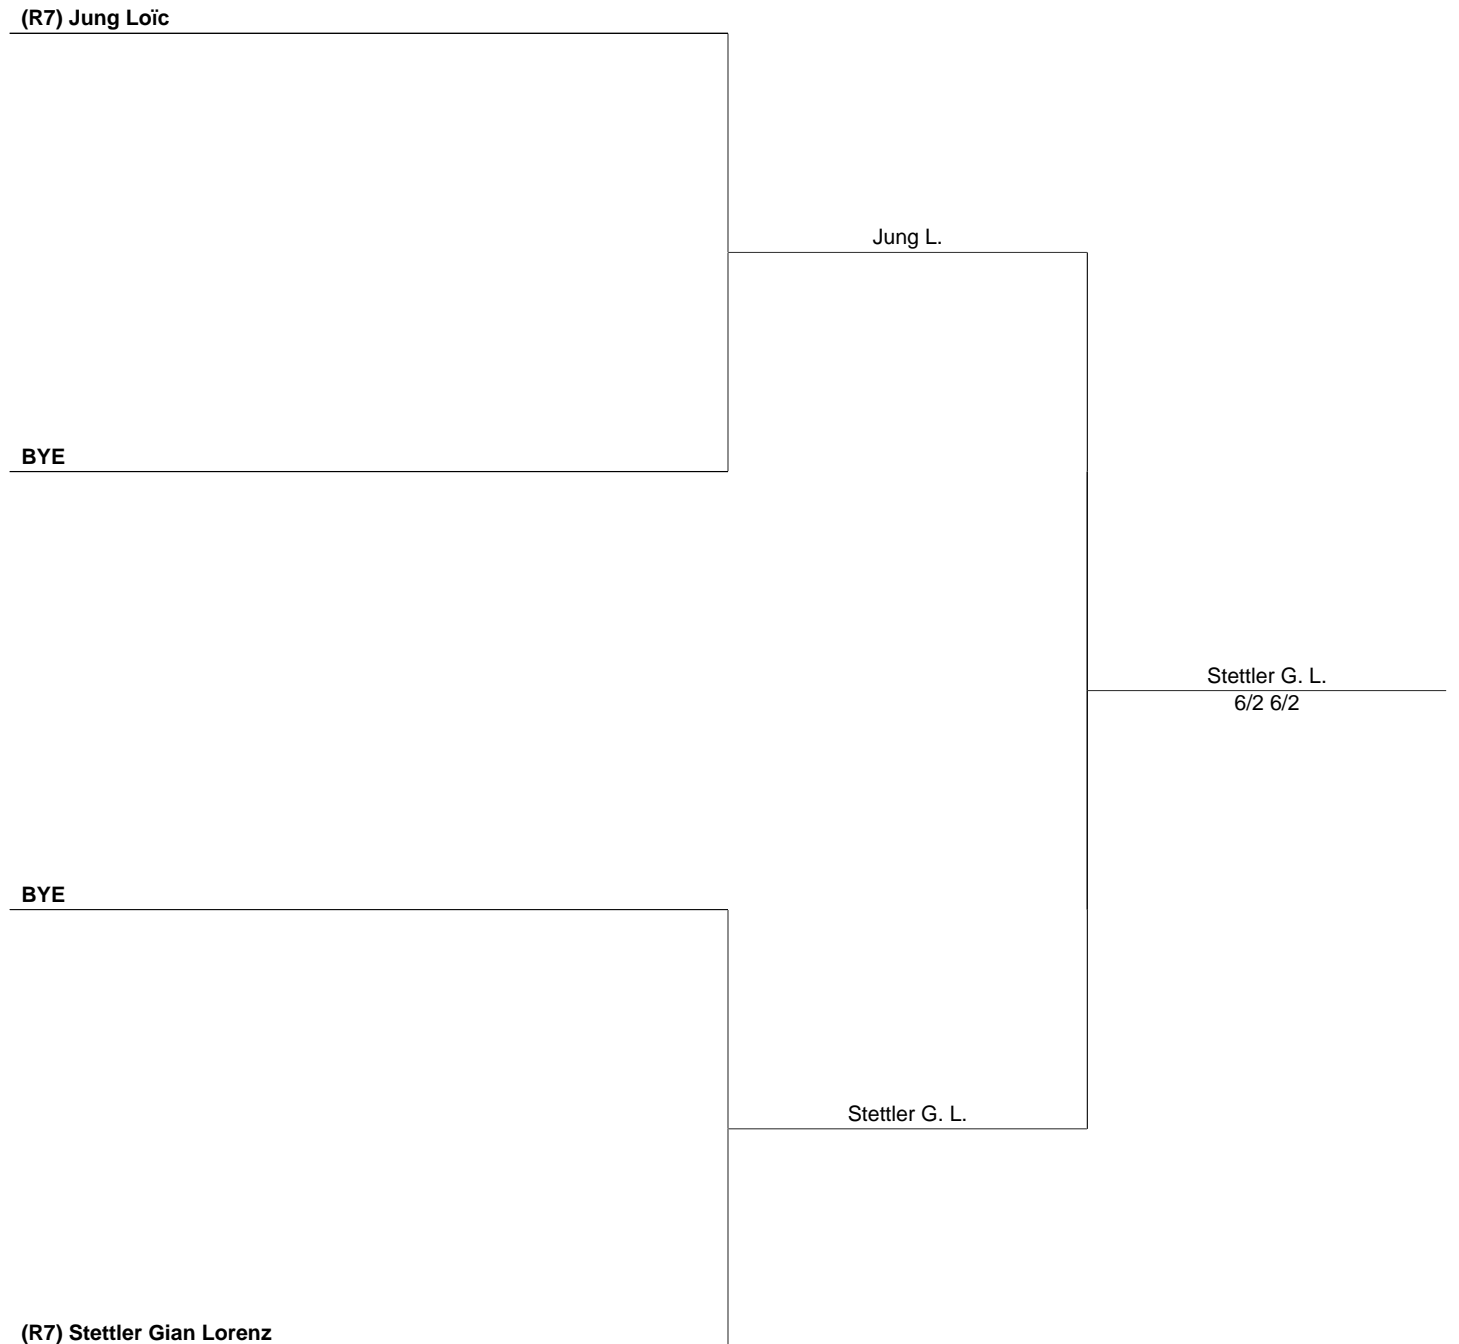 (R7) Jung Loïc
Jung L.
BYE
Stettler G. L.
6/2 6/2
BYE
Stettler G. L.
(R7) Stettler Gian Lorenz